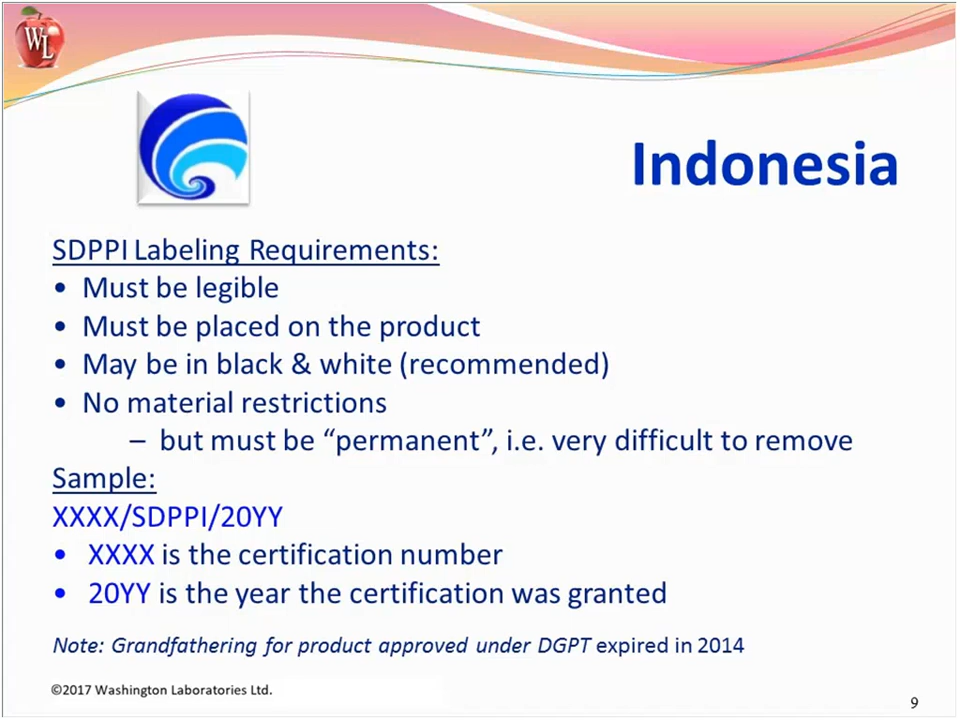 WL
Indonesia
SDPPI Labeling Requirements:
• Must be legible
• Must be placed on the product
• May be in black & white (recommended)
• No material restrictions
– but must be “permanent”, i.e. very difficult to remove
Sample:
XXXX/SDPPI/20YY
• XXXX is the certification number
• 20YY is the year the certification was granted
Note: Grandfathering for product approved under DGPT expired in 2014
©2017 Washington Laboratories Ltd.
9